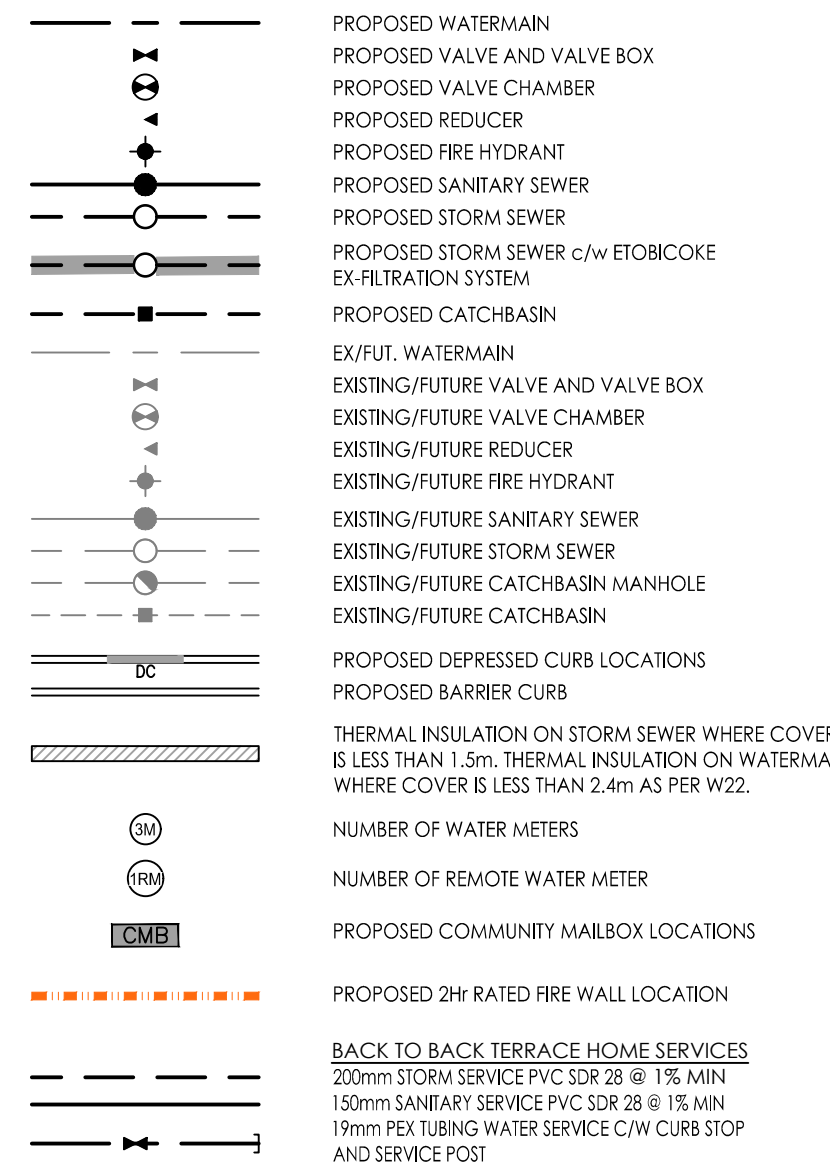 PROPOSED WATERMAIN
PROPOSED VALVE AND VALVE BOX
PROPOSED VALVE CHAMBER
PROPOSED REDUCER
PROPOSED FIRE HYDRANT
PROPOSED SANITARY SEWER
PROPOSED STORM SEWER
PROPOSED STORM SEWER c/w ETOBICOKE
EX-FILTRATION SYSTEM
PROPOSED CATCHBASIN
EX/FUT. WATERMAIN
EXISTING/FUTURE VALVE AND VALVE BOX
EXISTING/FUTURE VALVE CHAMBER
EXISTING/FUTURE REDUCER
EXISTING/FUTURE FIRE HYDRANT
EXISTING/FUTURE SANITARY SEWER
EXISTING/FUTURE STORM SEWER
EXISTING/FUTURE CATCHBASIN MANHOLE
EXISTING/FUTURE CATCHBASIN
DC PROPOSED DEPRESSED CURB LOCATIONS
PROPOSED BARRIER CURB
THERMAL INSULATION ON STORM SEWER WHERE COVER
IS LESS THAN 1.5m. THERMAL INSULATION ON WATERMA
WHERE COVER IS LESS THAN 2.4m AS PER W22.
3M NUMBER OF WATER METERS
1RM NUMBER OF REMOTE WATER METER
CMB PROPOSED COMMUNITY MAILBOX LOCATIONS
PROPOSED 2Hr RATED FIRE WALL LOCATION
BACK TO BACK TERRACE HOME SERVICES
200mm STORM SERVICE PVC SDR 28 @ 1% MIN
150mm SANITARY SERVICE PVC SDR 28 @ 1% MIN
19mm PEX TUBING WATER SERVICE C/W CURB STOP
AND SERVICE POST